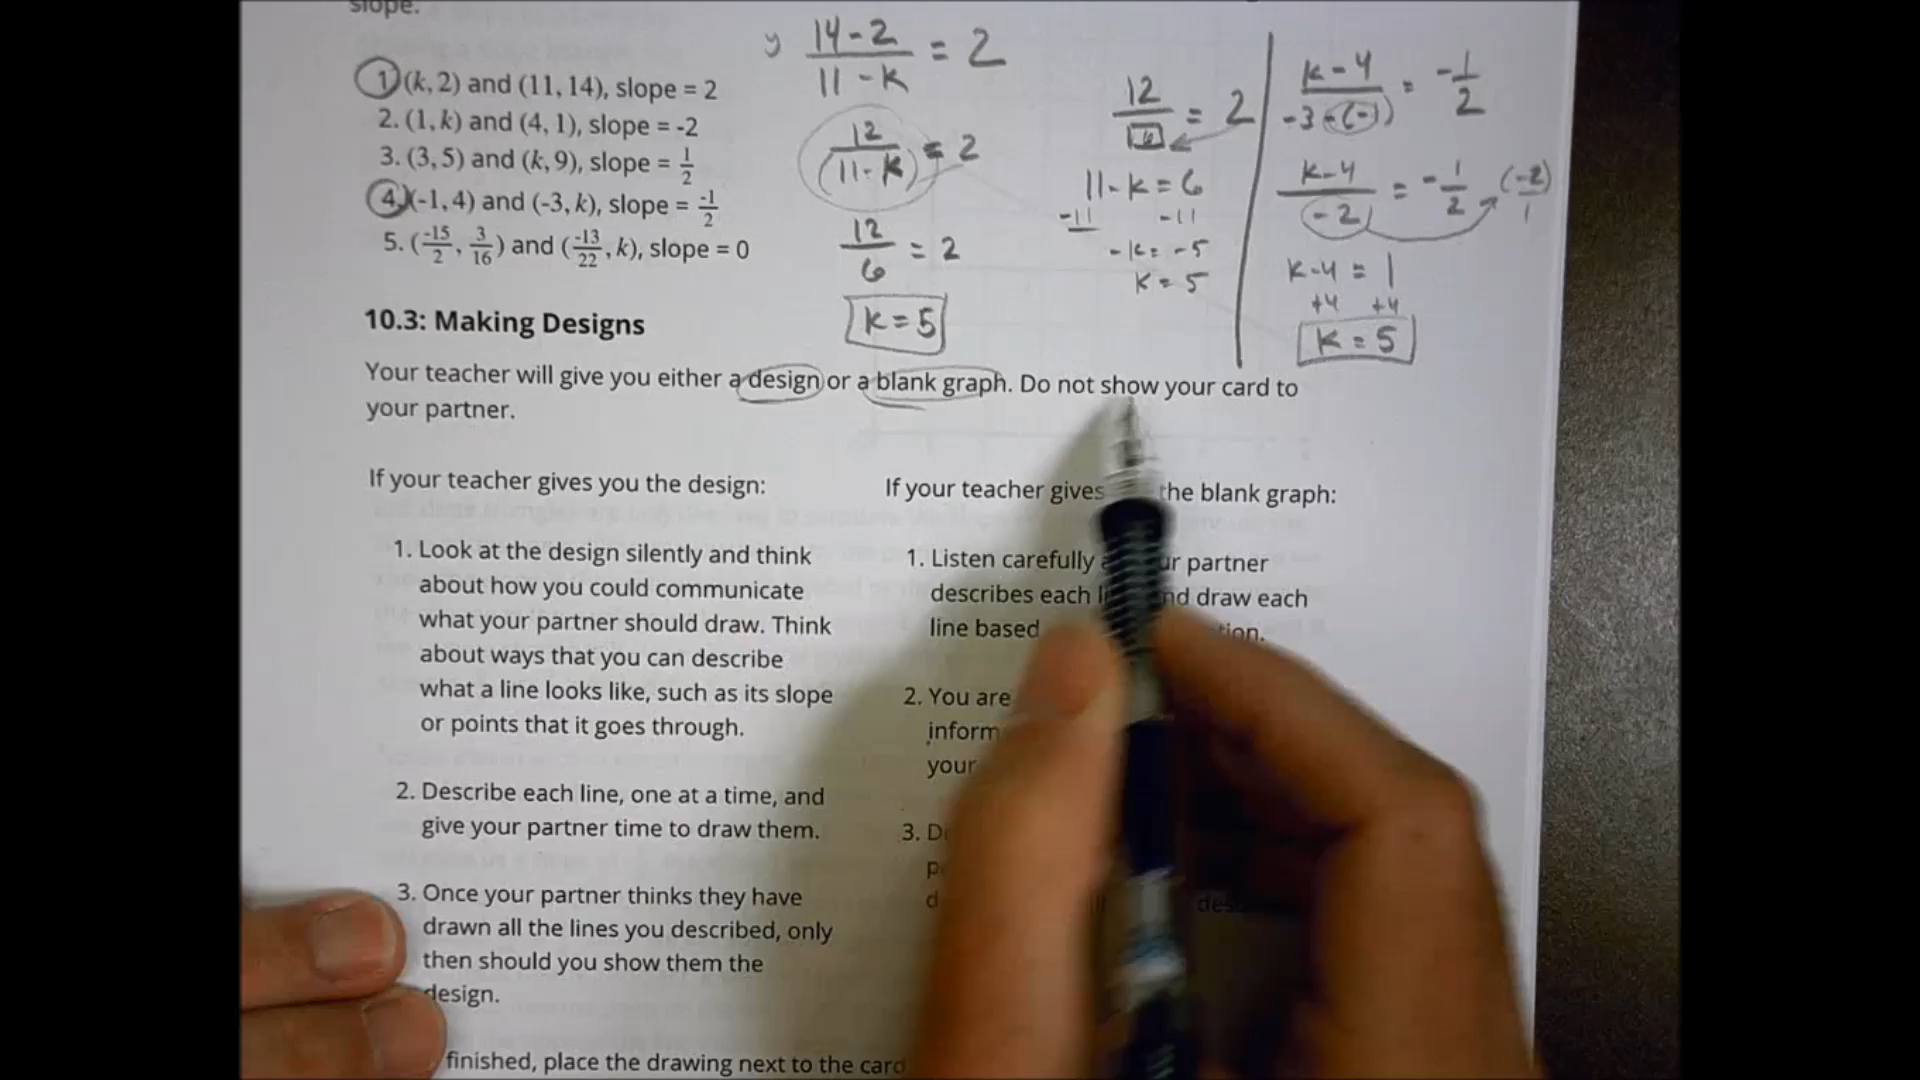 slope.
1. (k, 2) and (11, 14), slope = 2
2. (1, k) and (4, 1), slope = -2
3. (3, 5) and (k, 9), slope = 1/2
4. (-1, 4) and (-3, k), slope = -1/2
5. (-15/2, 3/16) and (-13/22, k), slope = 0
y (14-2)/(11-k) = 2
12/(11-k) = 2
12/6 = 2
k = 5
12/6 = 2
11-k = 6
-11 -11
-k = -5
k = 5
(k-4)/(-3-(-1)) = -1/2
(k-4)/(-2) = -1/2 (-2)/1
k-4 = 1
+4 +4
k = 5
10.3: Making Designs
Your teacher will give you either a design or a blank graph. Do not show your card to
your partner.
If your teacher gives you the design:
1. Look at the design silently and think
about how you could communicate
what your partner should draw. Think
about ways that you can describe
what a line looks like, such as its slope
or points that it goes through.
2. Describe each line, one at a time, and
give your partner time to draw them.
3. Once your partner thinks they have
drawn all the lines you described, only
then should you show them the
design.
If your teacher gives the blank graph:
1. Listen carefully partner
describes each draw each
line based
2. You are
your
3.
finished, place the drawing next to the card